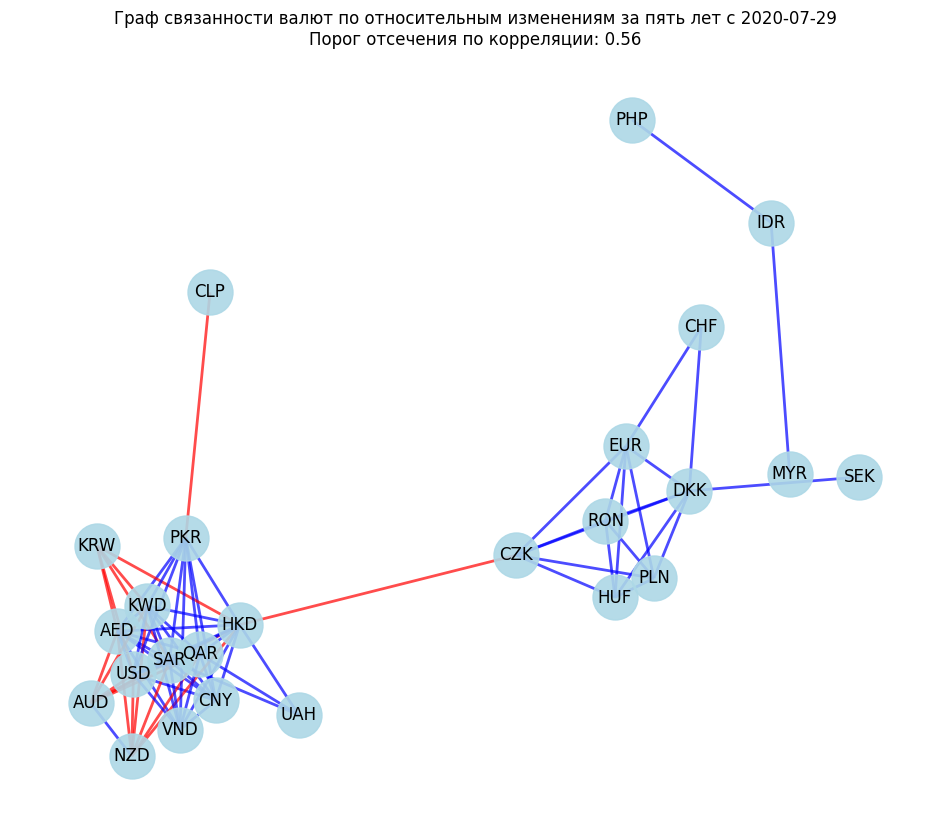 Граф связанности валют по относительным изменениям за пять лет с 2020-07-29
Порог отсечения по корреляции: 0.56
PHP
IDR
CLP
CHF
EUR
MYR
SEK
DKK
RON
KRW
PKR
CZK
PLN
HUF
KWD
AED
HKD
QAR
SAR
USD
AUD
CNY
UAH
VND
NZD